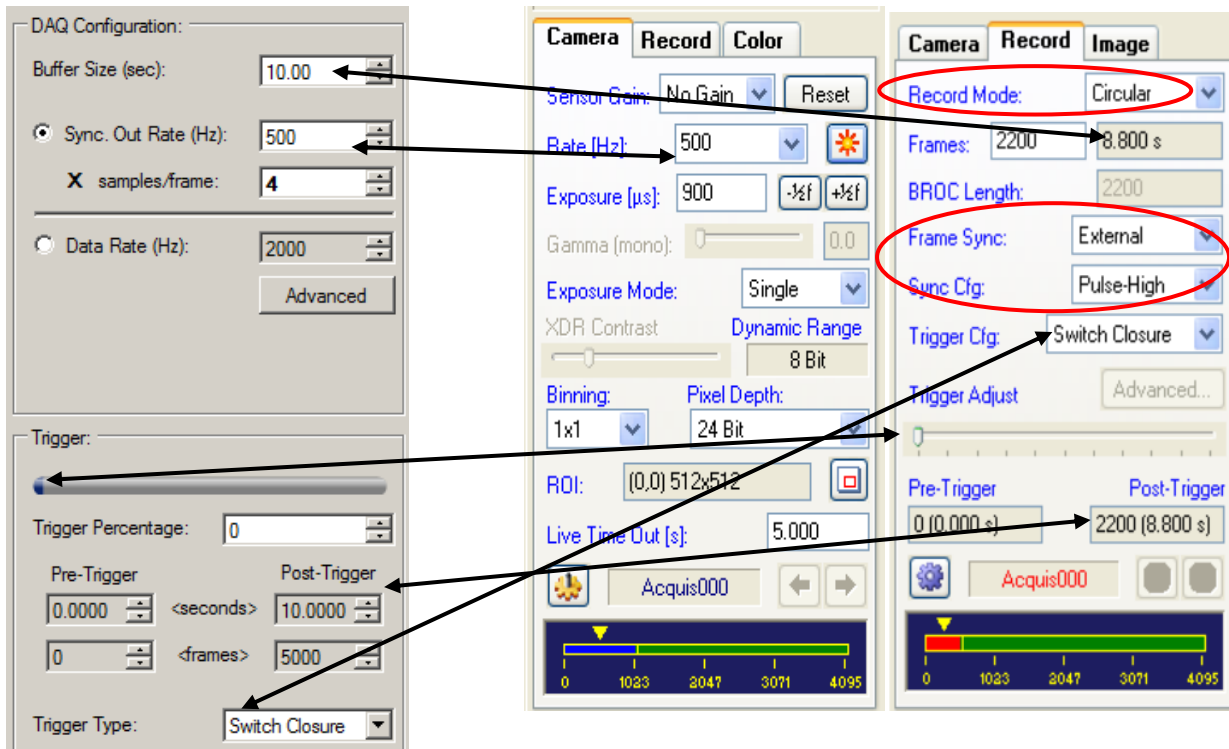 DAQ Configuration:
Buffer Size (sec): 10.00
Sync. Out Rate (Hz): 500
X samples/frame: 4
Data Rate (Hz): 2000
Advanced
Trigger:
Trigger Percentage: 0
Pre-Trigger Post-Trigger
0.0000 <seconds> 10.0000
0 <frames> 5000
Trigger Type: Switch Closure
Camera Record Color
Sensor Gain: No Gain Reset
Rate [Hz]: 500
Exposure [µs]: 900 -½f +½f
Gamma (mono): 0.0
Exposure Mode: Single
XDR Contrast Dynamic Range
8 Bit
Binning: Pixel Depth:
1x1 24 Bit
ROI: (0,0) 512x512
Live Time Out [s]: 5.000
Acquis000
0 1023 2047 3071 4095
Camera Record Image
Record Mode: Circular
Frames: 2200 8.800 s
BROC Length: 2200
Frame Sync: External
Sync Cfg: Pulse-High
Trigger Cfg: Switch Closure
Trigger Adjust Advanced...
Pre-Trigger Post-Trigger
0 (0.000 s) 2200 (8.800 s)
Acquis000
0 1023 2047 3071 4095